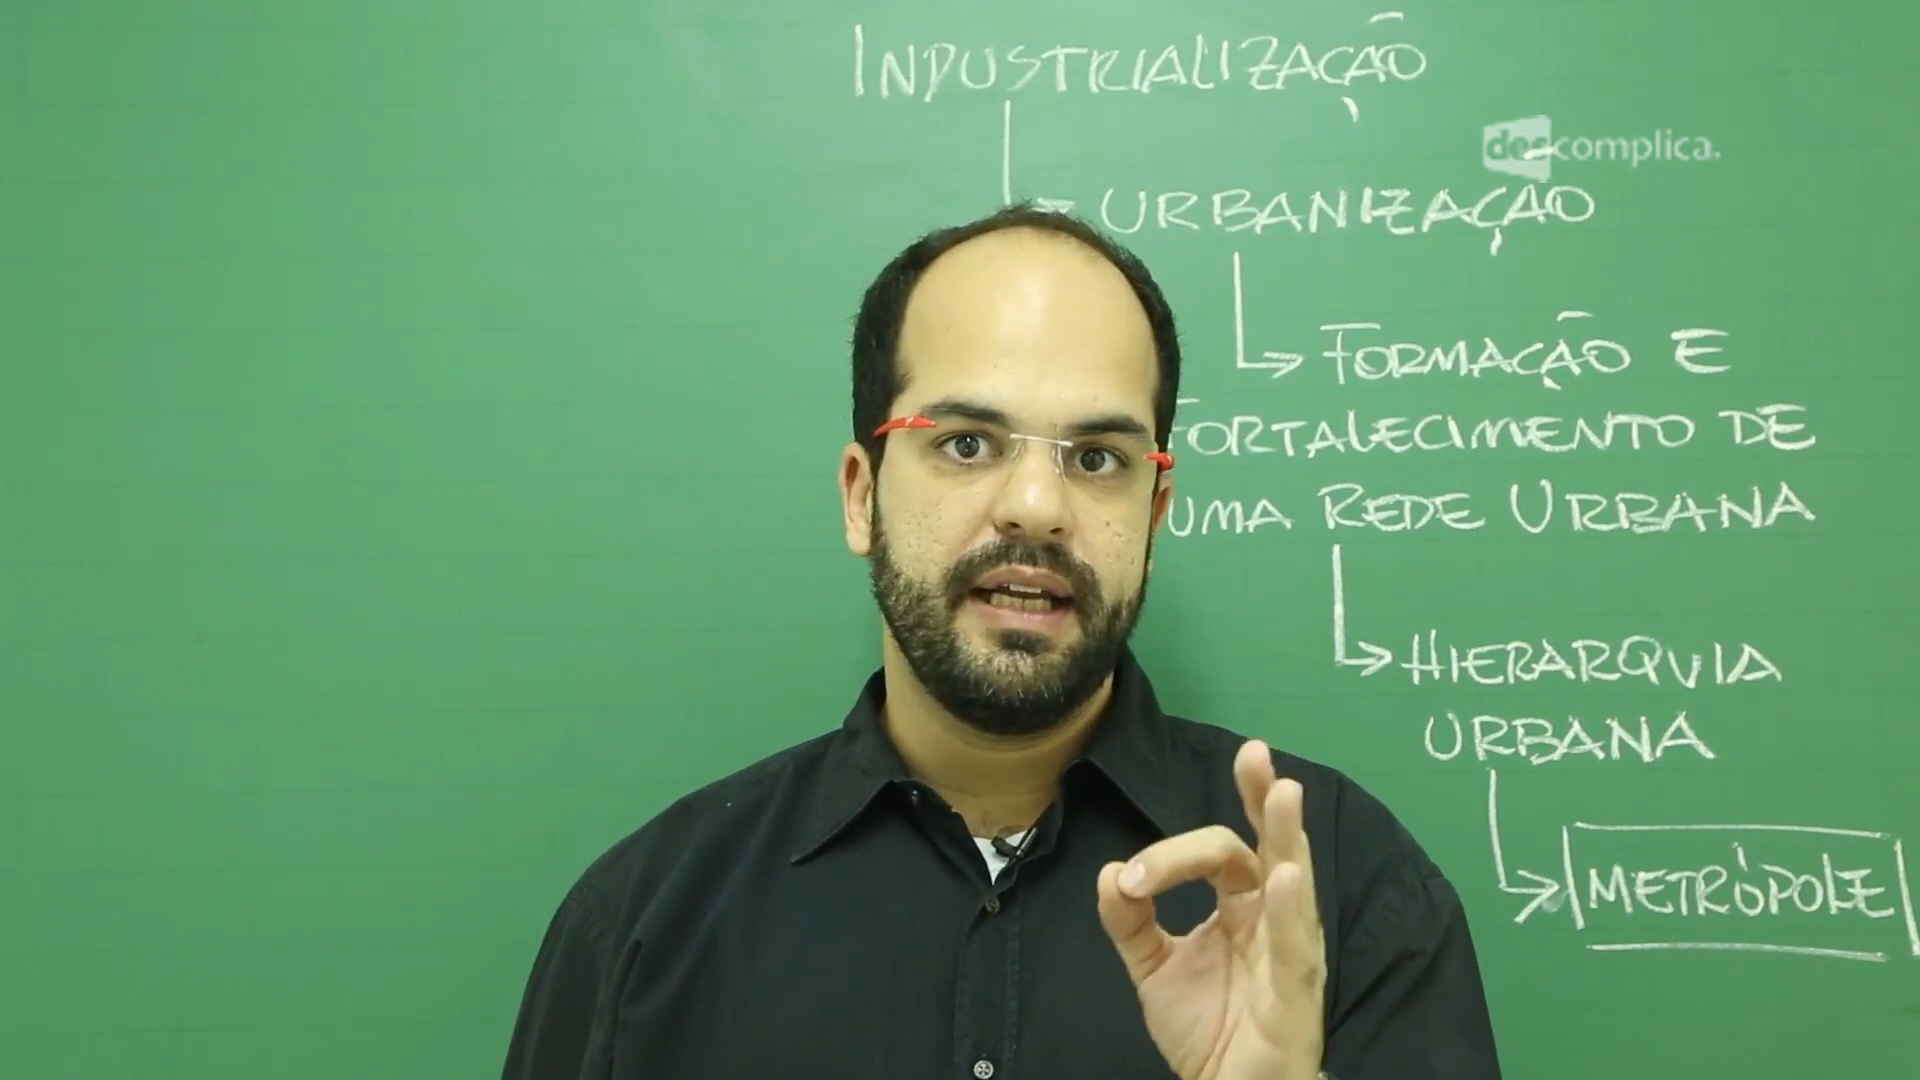 INDUSTRIALIZAÇÃO
descomplica.
URBANIZAÇÃO
FORMAÇÃO E
FORTALECIMENTO DE
UMA REDE URBANA
HIERARQUIA
URBANA
METRÓPOLE